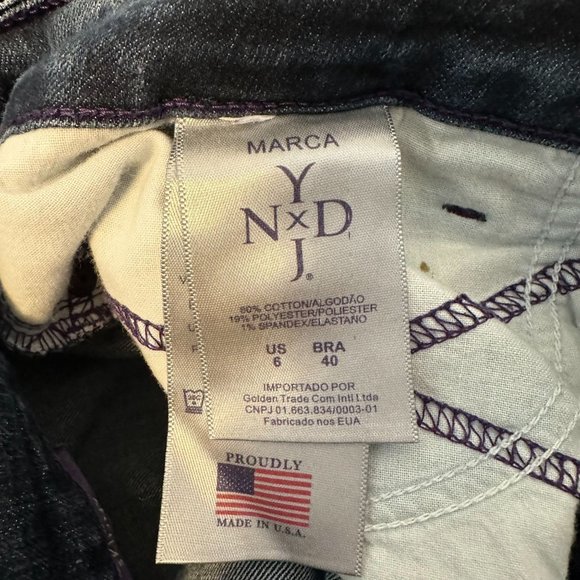 MARCA
Y
N x D
J®
80% COTTON/ALGODÃO
19% POLYESTER/POLIESTER
1% SPANDEX/ELASTANO
US BRA
6 40
IMPORTADO POR
Golden Trade Com Intl Ltda
CNPJ 01.663.834/0003-01
Fabricado nos EUA
PROUDLY
MADE IN U.S.A.